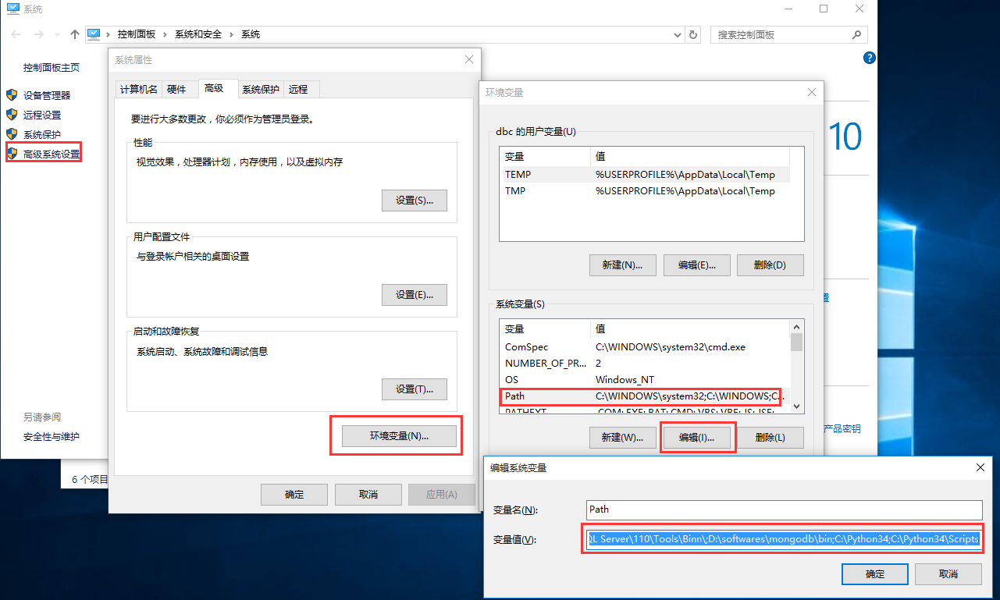 系统
控制面板 › 系统和安全 › 系统
搜索控制面板
控制面板主页
设备管理器
远程设置
系统保护
高级系统设置
另请参阅
安全性与维护
6 个项目
?
10
产品密钥
系统属性
计算机名 硬件 高级 系统保护 远程
要进行大多数更改，你必须作为管理员登录。
性能
视觉效果，处理器计划，内存使用，以及虚拟内存
设置(S)...
用户配置文件
与登录帐户相关的桌面设置
设置(E)...
启动和故障恢复
系统启动、系统故障和调试信息
设置(T)...
环境变量(N)...
确定 取消 应用(A)
环境变量
dbc 的用户变量(U)
变量 值
TEMP %USERPROFILE%\AppData\Local\Temp
TMP %USERPROFILE%\AppData\Local\Temp
新建(N)... 编辑(E)... 删除(D)
系统变量(S)
变量 值
ComSpec C:\WINDOWS\system32\cmd.exe
NUMBER_OF_PR... 2
OS Windows_NT
Path C:\WINDOWS\system32;C:\WINDOWS;C...
PATHEXT .COM;.EXE;.BAT;.CMD;.VBS;.VBE;.JS;.JSE;
新建(W)... 编辑(I)... 删除(L)
编辑系统变量
变量名(N): Path
变量值(V): QL Server\110\Tools\Binn\;D:\softwares\mongodb\bin;C:\Python34;C:\Python34\Scripts
确定 取消